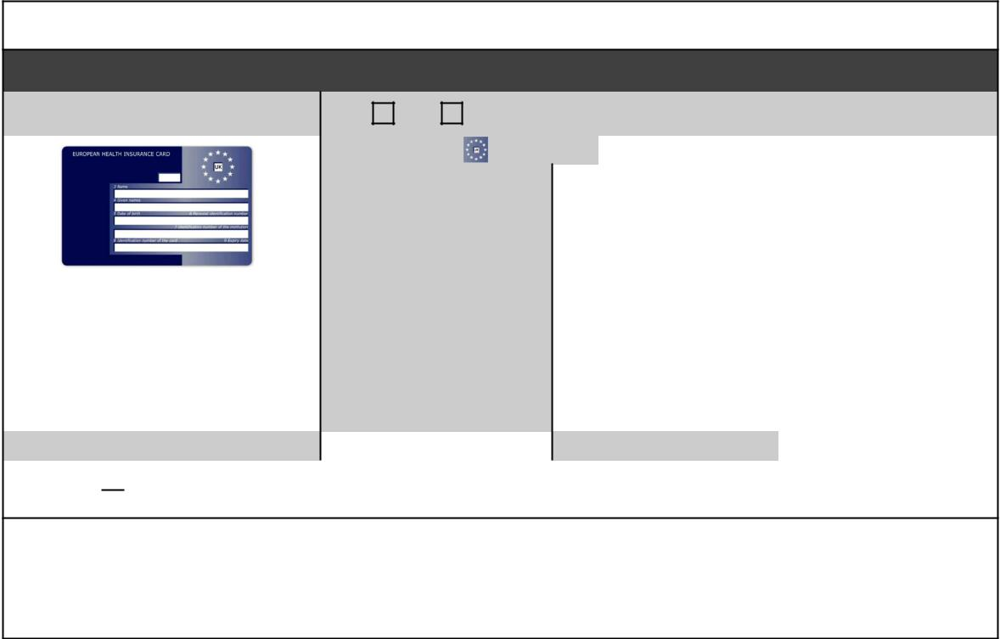 EUROPEAN HEALTH INSURANCE CARD
UK
3 Name
4 Given names
5 Date of birth 6 Personal identification number
7 Identification number of the institution
8 Identification number of the card 9 Expiry date